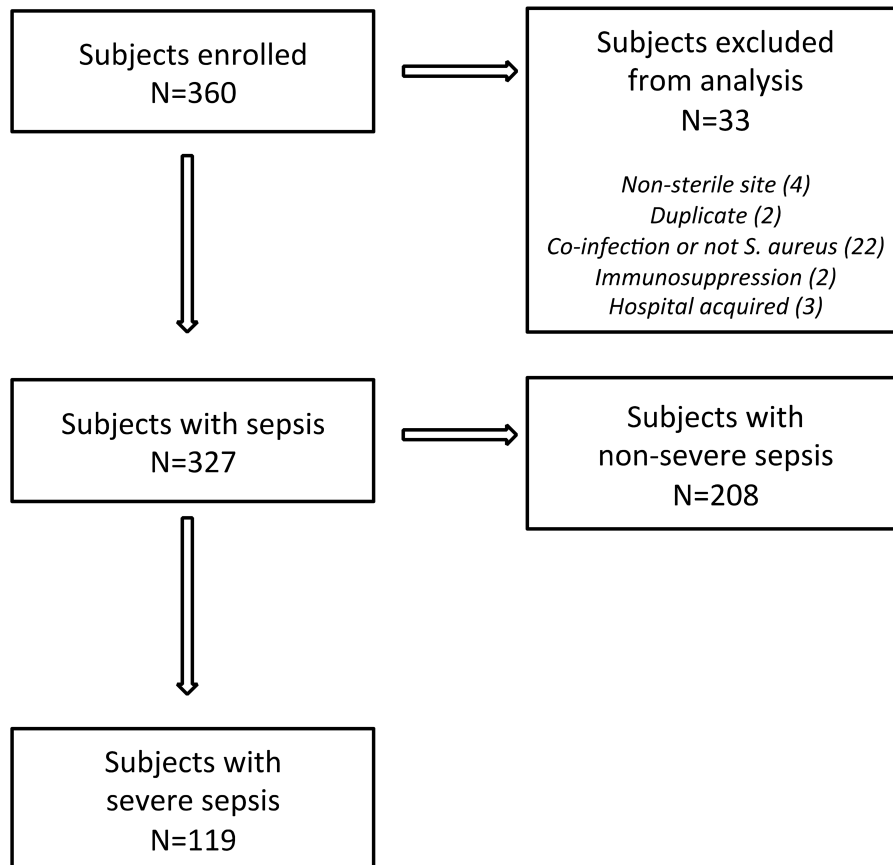 Subjects enrolled
N=360
Subjects excluded
from analysis
N=33
Non-sterile site (4)
Duplicate (2)
Co-infection or not S. aureus (22)
Immunosuppression (2)
Hospital acquired (3)
Subjects with sepsis
N=327
Subjects with
non-severe sepsis
N=208
Subjects with
severe sepsis
N=119